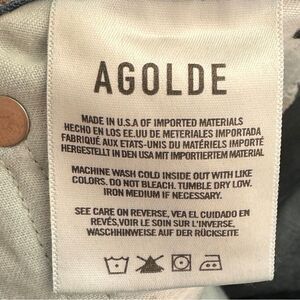 AGOLDE
MADE IN U.S.A OF IMPORTED MATERIALS
HECHO EN LOS EE.UU DE METERIALES IMPORTADA
FABRIQUÉ AUX ETATS-UNIS DU MATÉRIELS IMPORTÉ
HERGESTELLT IN DEN USA MIT IMPORTIERTEM MATERIAL
MACHINE WASH COLD INSIDE OUT WITH LIKE
COLORS. DO NOT BLEACH. TUMBLE DRY LOW.
IRON MEDIUM IF NECESSARY.
SEE CARE ON REVERSE, VEA EL CUIDADO EN
REVÉS,VOIR LE SOIN SUR L'INVERSE,
WASCHHINWEISE AUF DER RÜCKSEITE